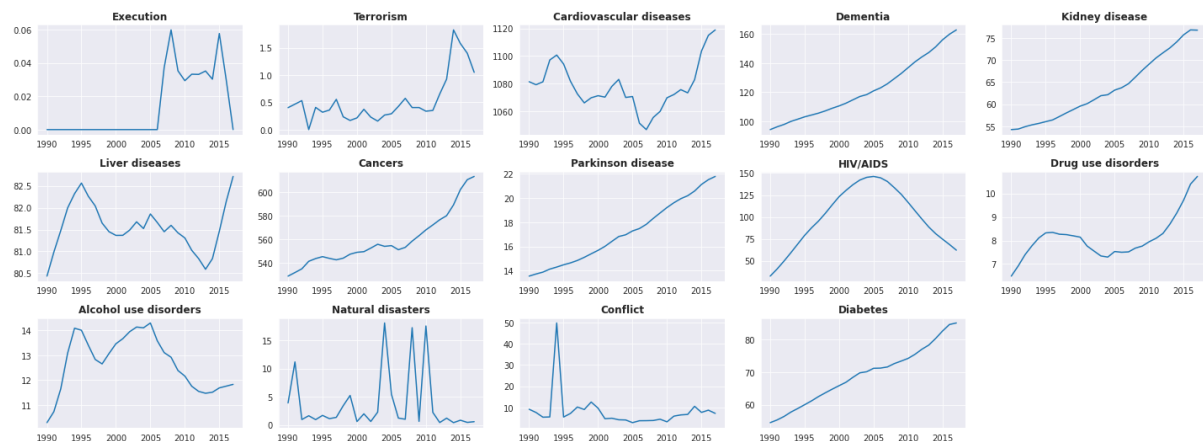 Execution
0.06
0.04
0.02
0.00
1990 1995 2000 2005 2010 2015
Terrorism
1.5
1.0
0.5
0.0
1990 1995 2000 2005 2010 2015
Cardiovascular diseases
1120
1100
1080
1060
1990 1995 2000 2005 2010 2015
Dementia
160
140
120
100
1990 1995 2000 2005 2010 2015
Kidney disease
75
70
65
60
55
1990 1995 2000 2005 2010 2015
Liver diseases
82.5
82.0
81.5
81.0
80.5
1990 1995 2000 2005 2010 2015
Cancers
600
580
560
540
1990 1995 2000 2005 2010 2015
Parkinson disease
22
20
18
16
14
1990 1995 2000 2005 2010 2015
HIV/AIDS
150
125
100
75
50
1990 1995 2000 2005 2010 2015
Drug use disorders
10
9
8
7
1990 1995 2000 2005 2010 2015
Alcohol use disorders
14
13
12
11
1990 1995 2000 2005 2010 2015
Natural disasters
15
10
5
0
1990 1995 2000 2005 2010 2015
Conflict
50
40
30
20
10
1990 1995 2000 2005 2010 2015
Diabetes
80
70
60
1990 1995 2000 2005 2010 2015